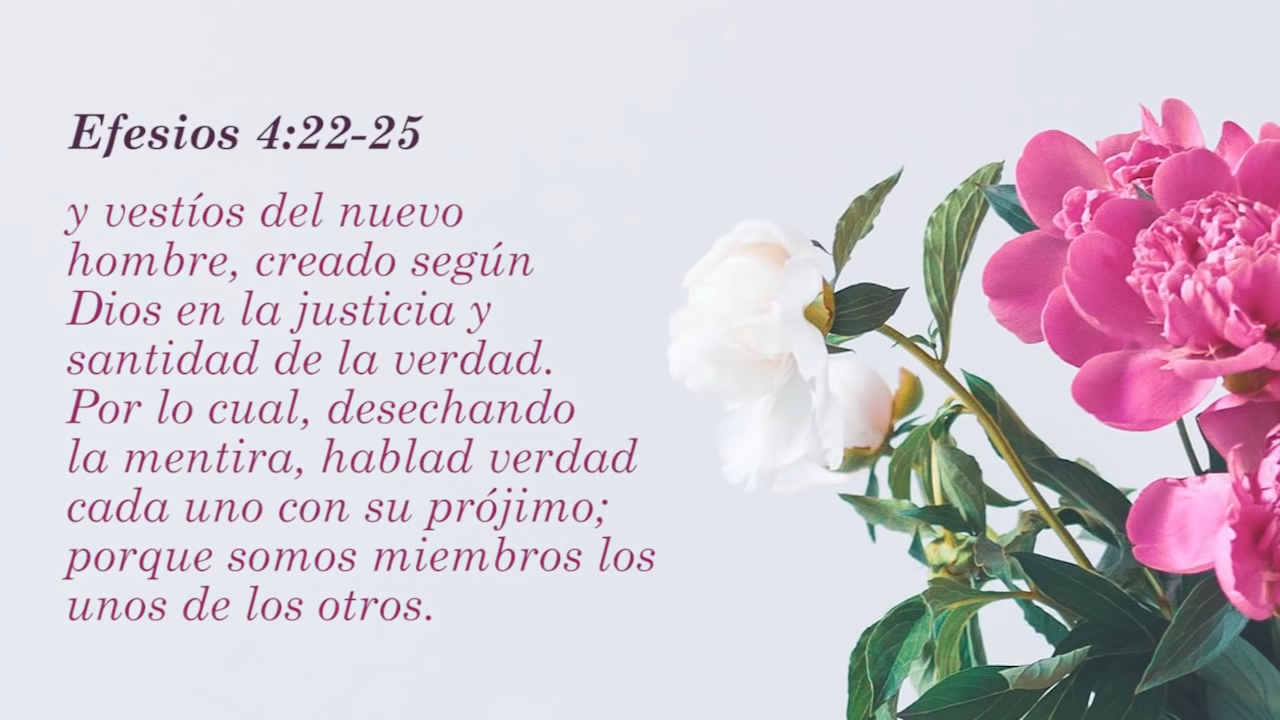 Efesios 4:22-25
y vestíos del nuevo
hombre, creado según
Dios en la justicia y
santidad de la verdad.
Por lo cual, desechando
la mentira, hablad verdad
cada uno con su prójimo;
porque somos miembros los
unos de los otros.